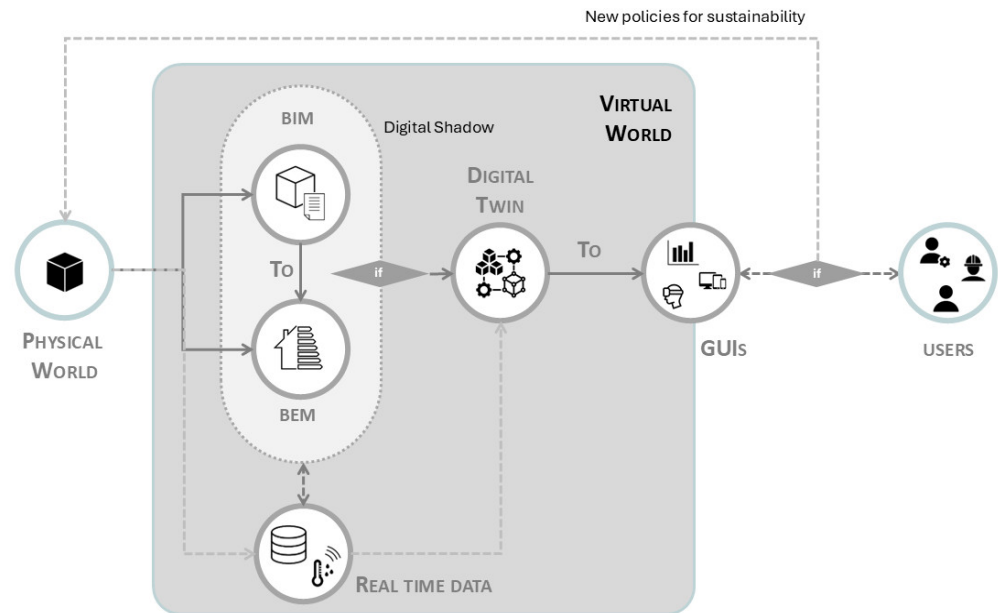 New policies for sustainability
VIRTUAL
WORLD
BIM
Digital Shadow
DIGITAL
TWIN
TO
if
TO
if
PHYSICAL
WORLD
BEM
GUIS
USERS
REAL TIME DATA